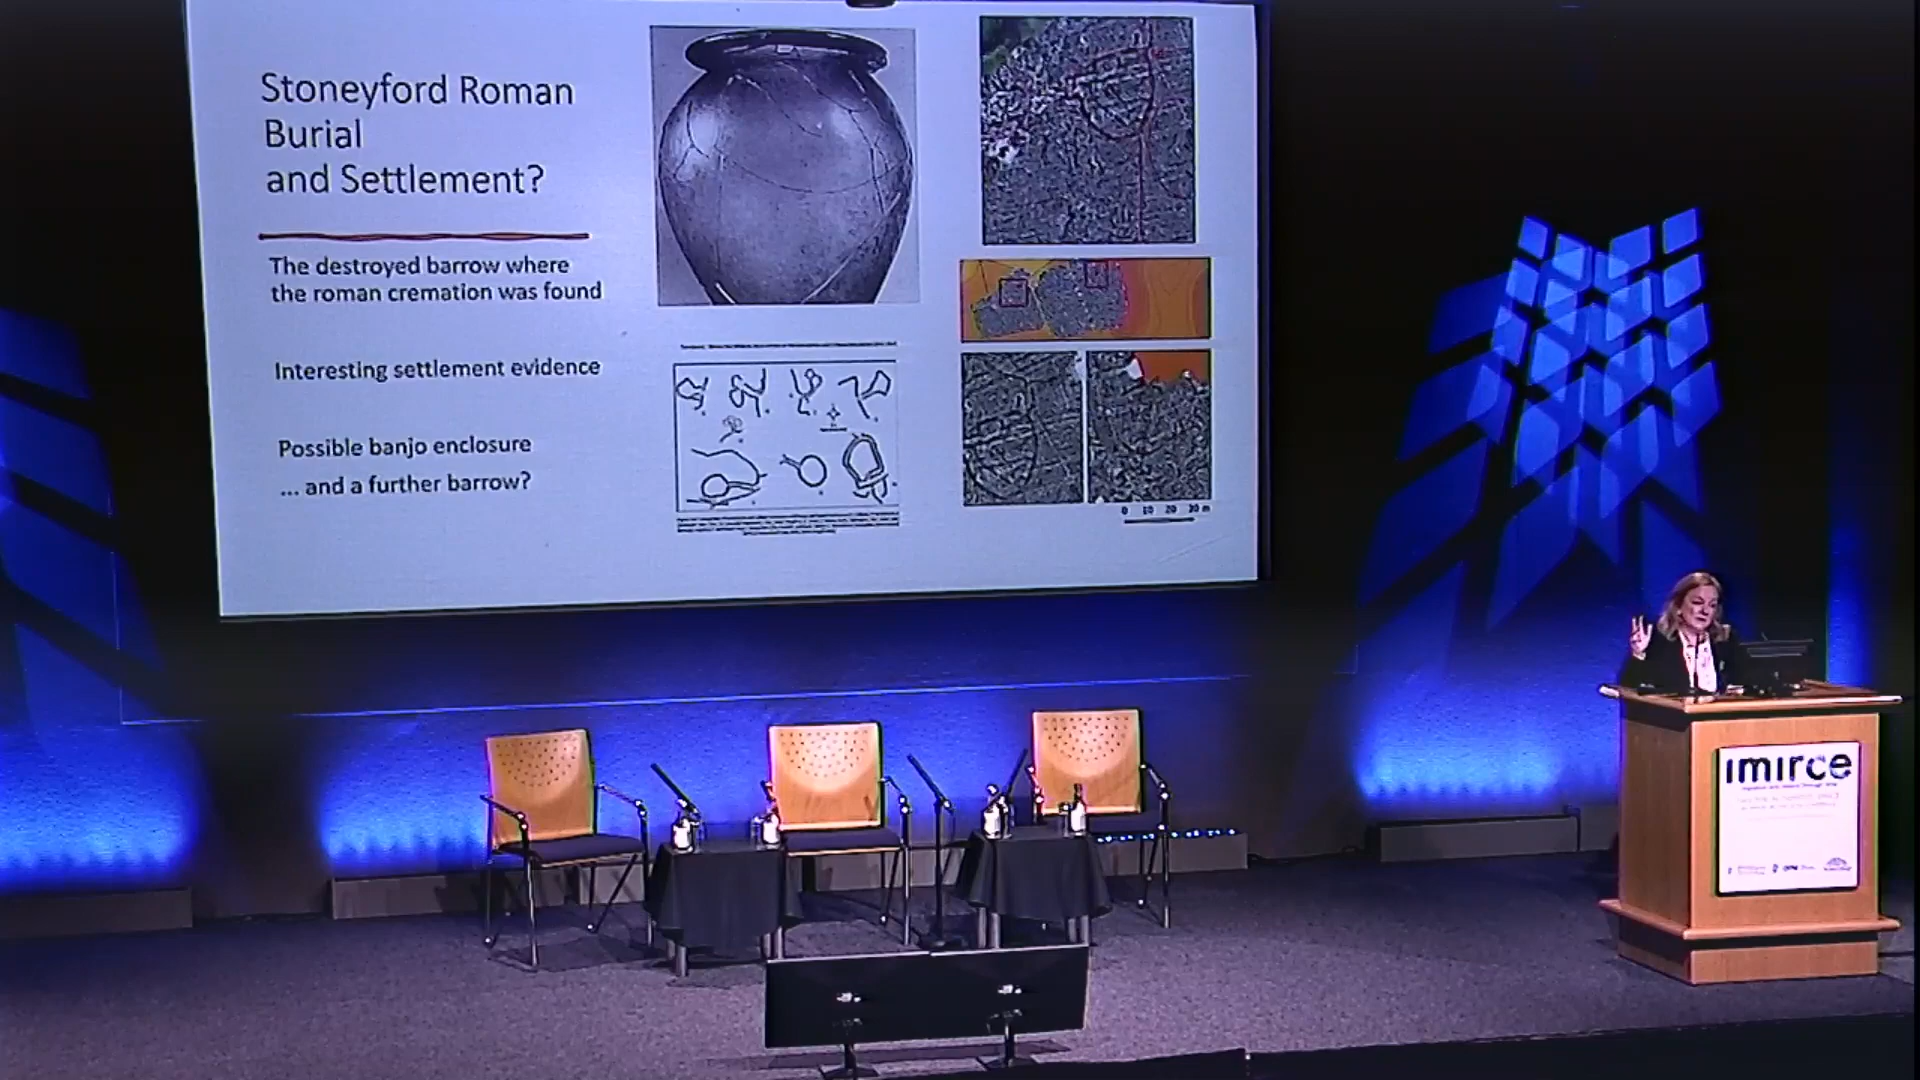 Stoneyford Roman
Burial
and Settlement?
The destroyed barrow where
the roman cremation was found
Interesting settlement evidence
Possible banjo enclosure
... and a further barrow?
0 10 20 30 m
imirce